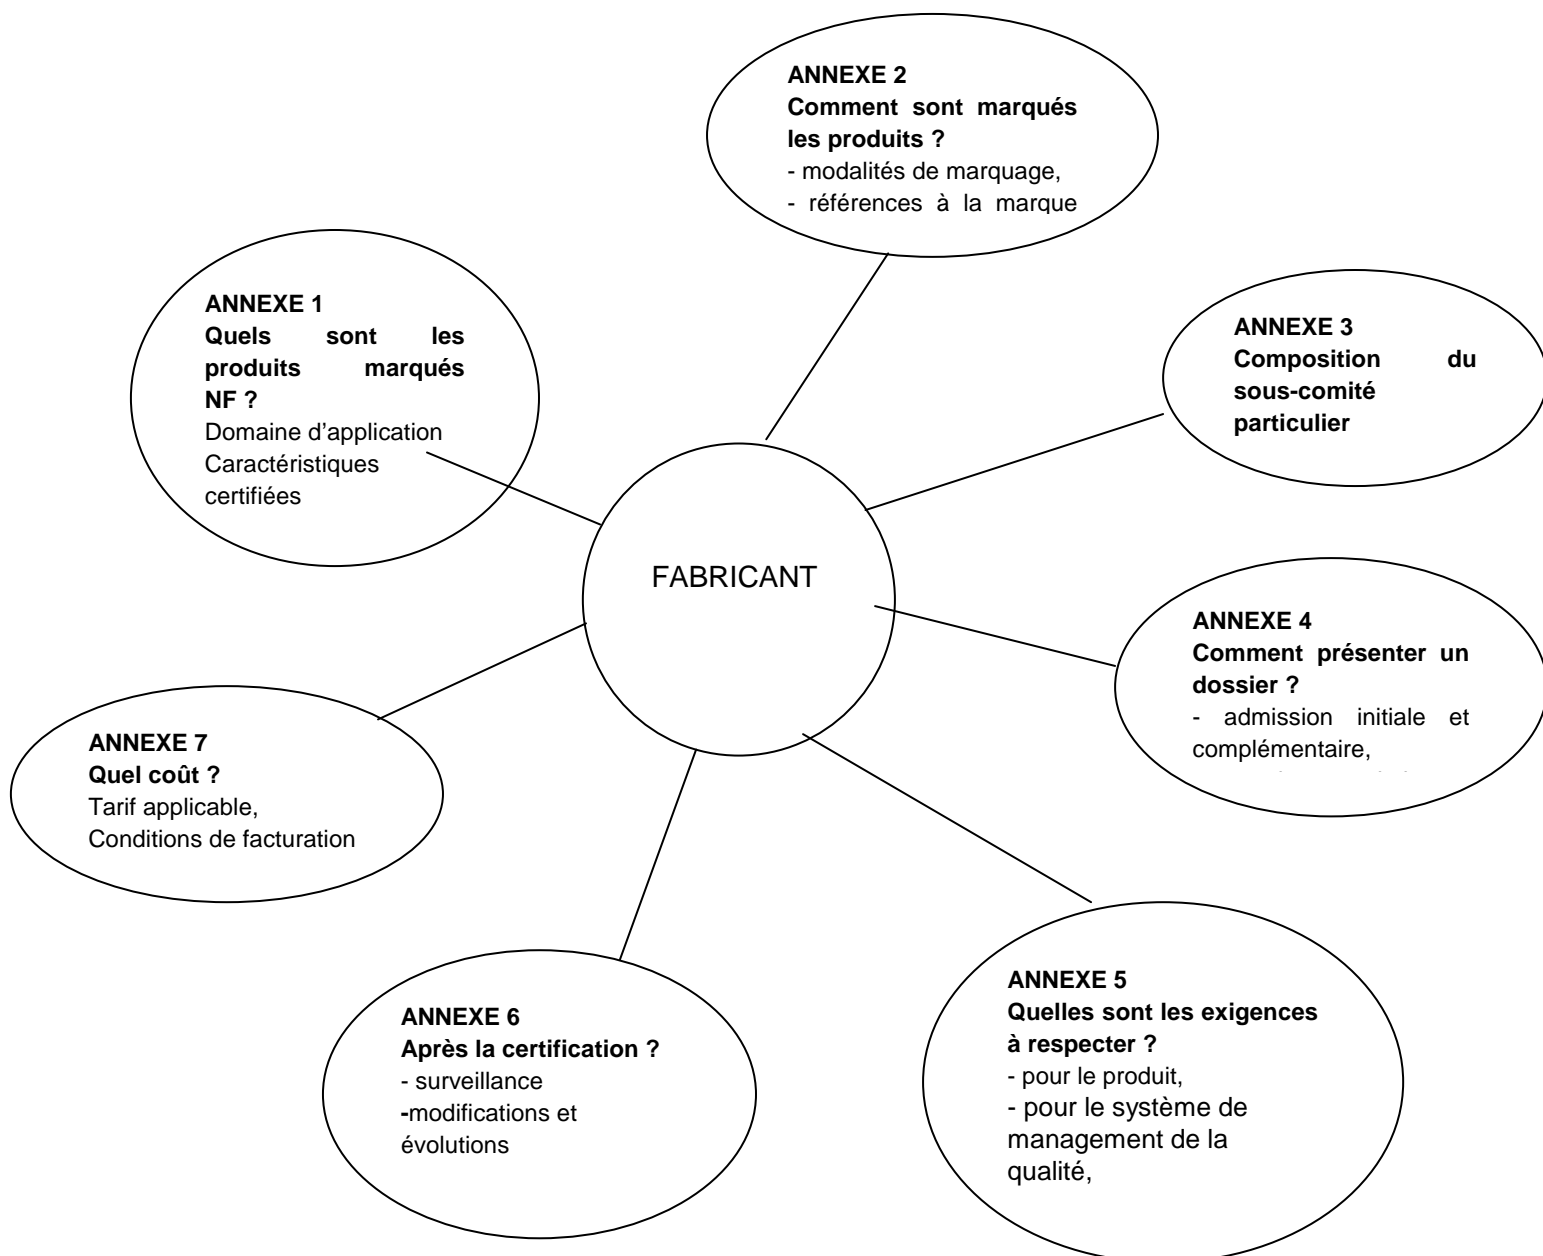 ANNEXE 2
Comment sont marqués
les produits ?
- modalités de marquage,
- références à la marque
ANNEXE 1
Quels sont les
produits marqués
NF ?
Domaine d’application
Caractéristiques
certifiées
ANNEXE 3
Composition du
sous-comité
particulier
FABRICANT
ANNEXE 4
Comment présenter un
dossier ?
- admission initiale et
complémentaire,
ANNEXE 7
Quel coût ?
Tarif applicable,
Conditions de facturation
ANNEXE 5
Quelles sont les exigences
à respecter ?
- pour le produit,
- pour le système de
management de la
qualité,
ANNEXE 6
Après la certification ?
- surveillance
-modifications et
évolutions